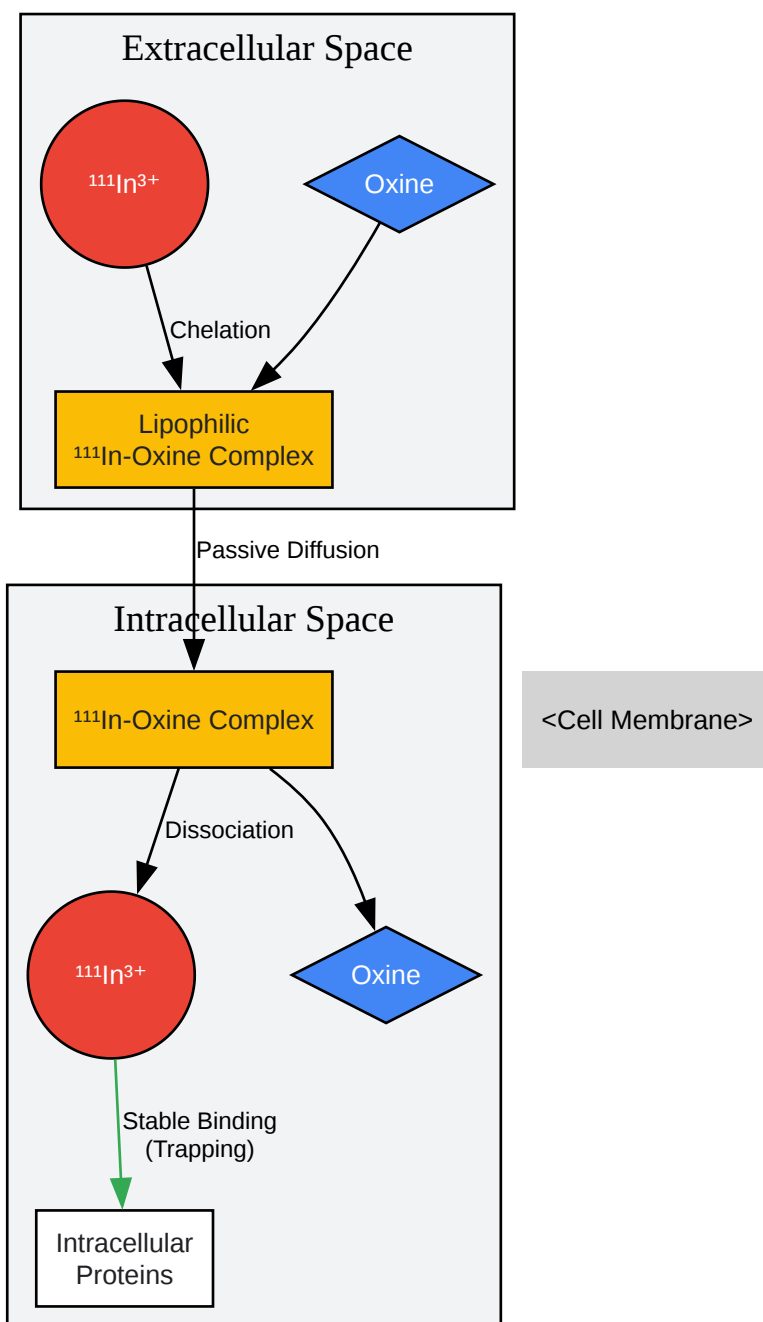 Extracellular Space
¹¹¹In³⁺
Oxine
Chelation
Lipophilic
¹¹¹In-Oxine Complex
Passive Diffusion
Intracellular Space
¹¹¹In-Oxine Complex
<Cell Membrane>
Dissociation
¹¹¹In³⁺
Oxine
Stable Binding
(Trapping)
Intracellular
Proteins